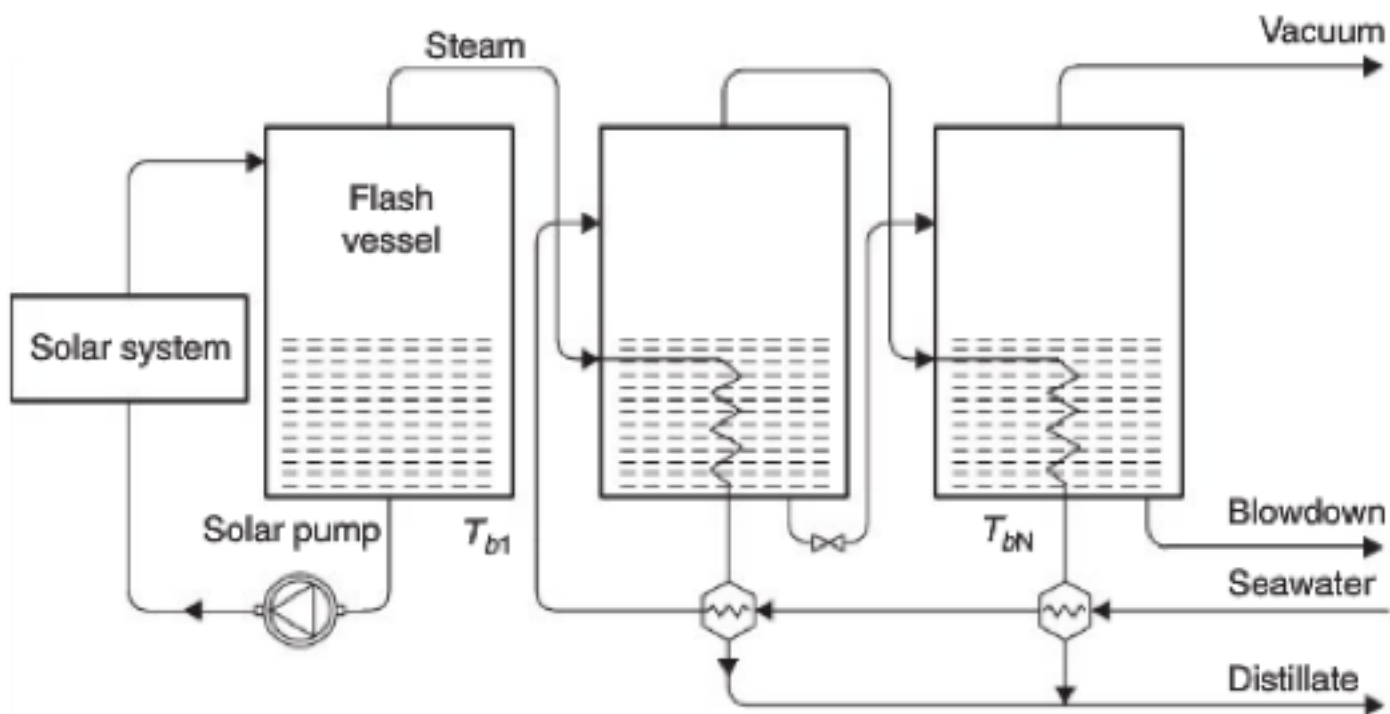 Vacuum
Steam
Flash
vessel
Solar system
Solar pump
T_b1
T_bN
Blowdown
Seawater
Distillate